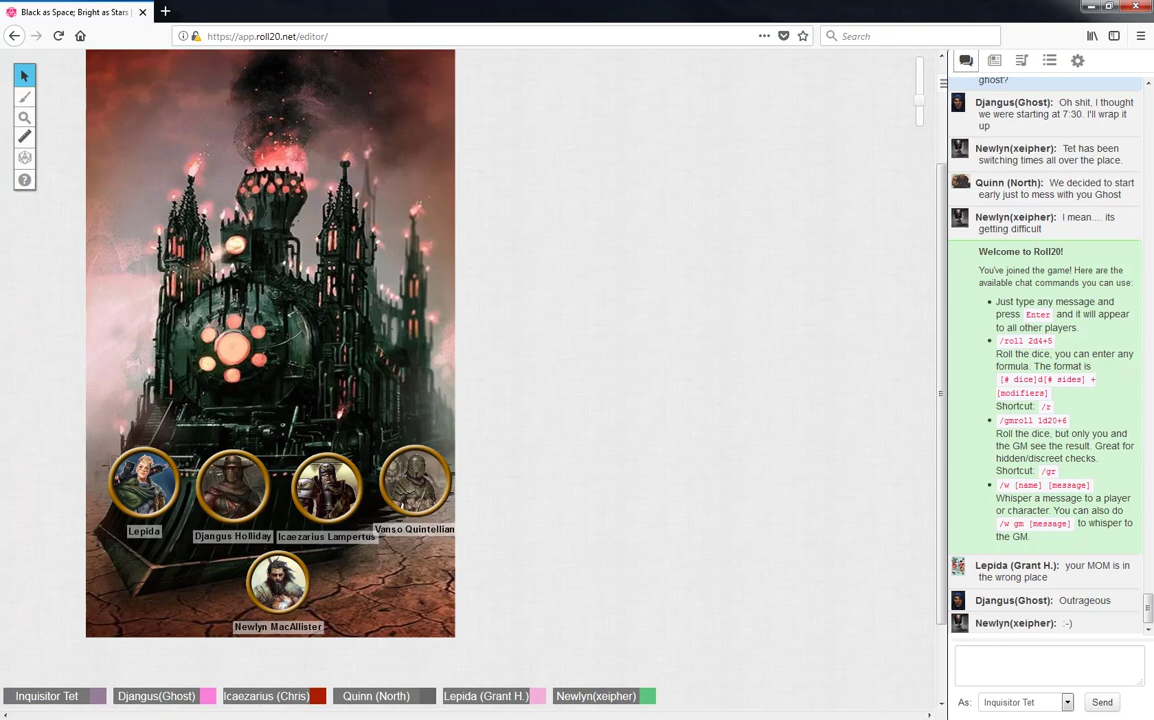 Black as Space; Bright as Stars |
https://app.roll20.net/editor/
Search
ghost?
Djangus(Ghost): Oh shit, I thought
we were starting at 7:30. I'll wrap it
up
Newlyn(xeipher): Tet has been
switching times all over the place.
Quinn (North): We decided to start
early just to mess with you Ghost
Newlyn(xeipher): I mean.... its
getting difficult
Welcome to Roll20!
You've joined the game! Here are the
available chat commands you can use:
Just type any message and
press Enter and it will appear
to all other players.
/roll 2d4+5
Roll the dice, you can enter any
formula. The format is
[# dice]d[# sides] +
[modifiers]
Shortcut: /r
/gmroll 1d20+6
Roll the dice, but only you and
the GM see the result. Great for
hidden/discreet checks.
Shortcut: /gr
/w [name] [message]
Whisper a message to a player
or character. You can also do
/w gm [message] to whisper to
the GM.
Lepida (Grant H.): your MOM is in
the wrong place
Djangus(Ghost): Outrageous
Newlyn(xeipher): :-)
As: Inquisitor Tet Send
Lepida
Djangus Holliday
Icaezarius Lampertus
Vanso Quintellian
Newlyn MacAllister
Inquisitor Tet
Djangus(Ghost)
Icaezarius (Chris)
Quinn (North)
Lepida (Grant H.)
Newlyn(xeipher)